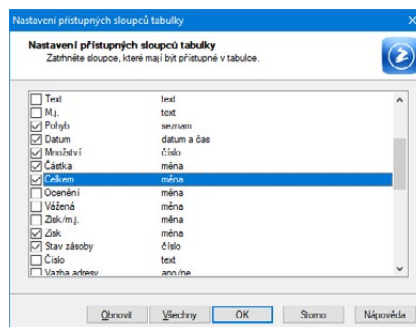 Nastavení přístupných sloupců tabulky
Nastavení přístupných sloupců tabulky
Zatrhněte sloupce, které mají být přístupné v tabulce.
Text text
M.j. text
Pohyb seznam
Datum datum a čas
Množství číslo
Částka měna
Celkem měna
Ocenění měna
Vážená měna
Zisk/m.j. měna
Zisk měna
Stav zásoby číslo
Číslo text
Vazba adresy ano/ne
Obnovit Všechny OK Storno Nápověda